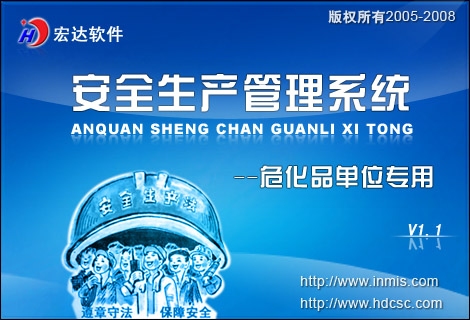 宏达软件
版权所有2005-2008
安全生产管理系统
ANQUAN SHENG CHAN GUANLI XI TONG
--危化品单位专用
V1.1
安全生产
遵章守法 保障安全
http://www.inmis.com
http://www.hdcsc.com